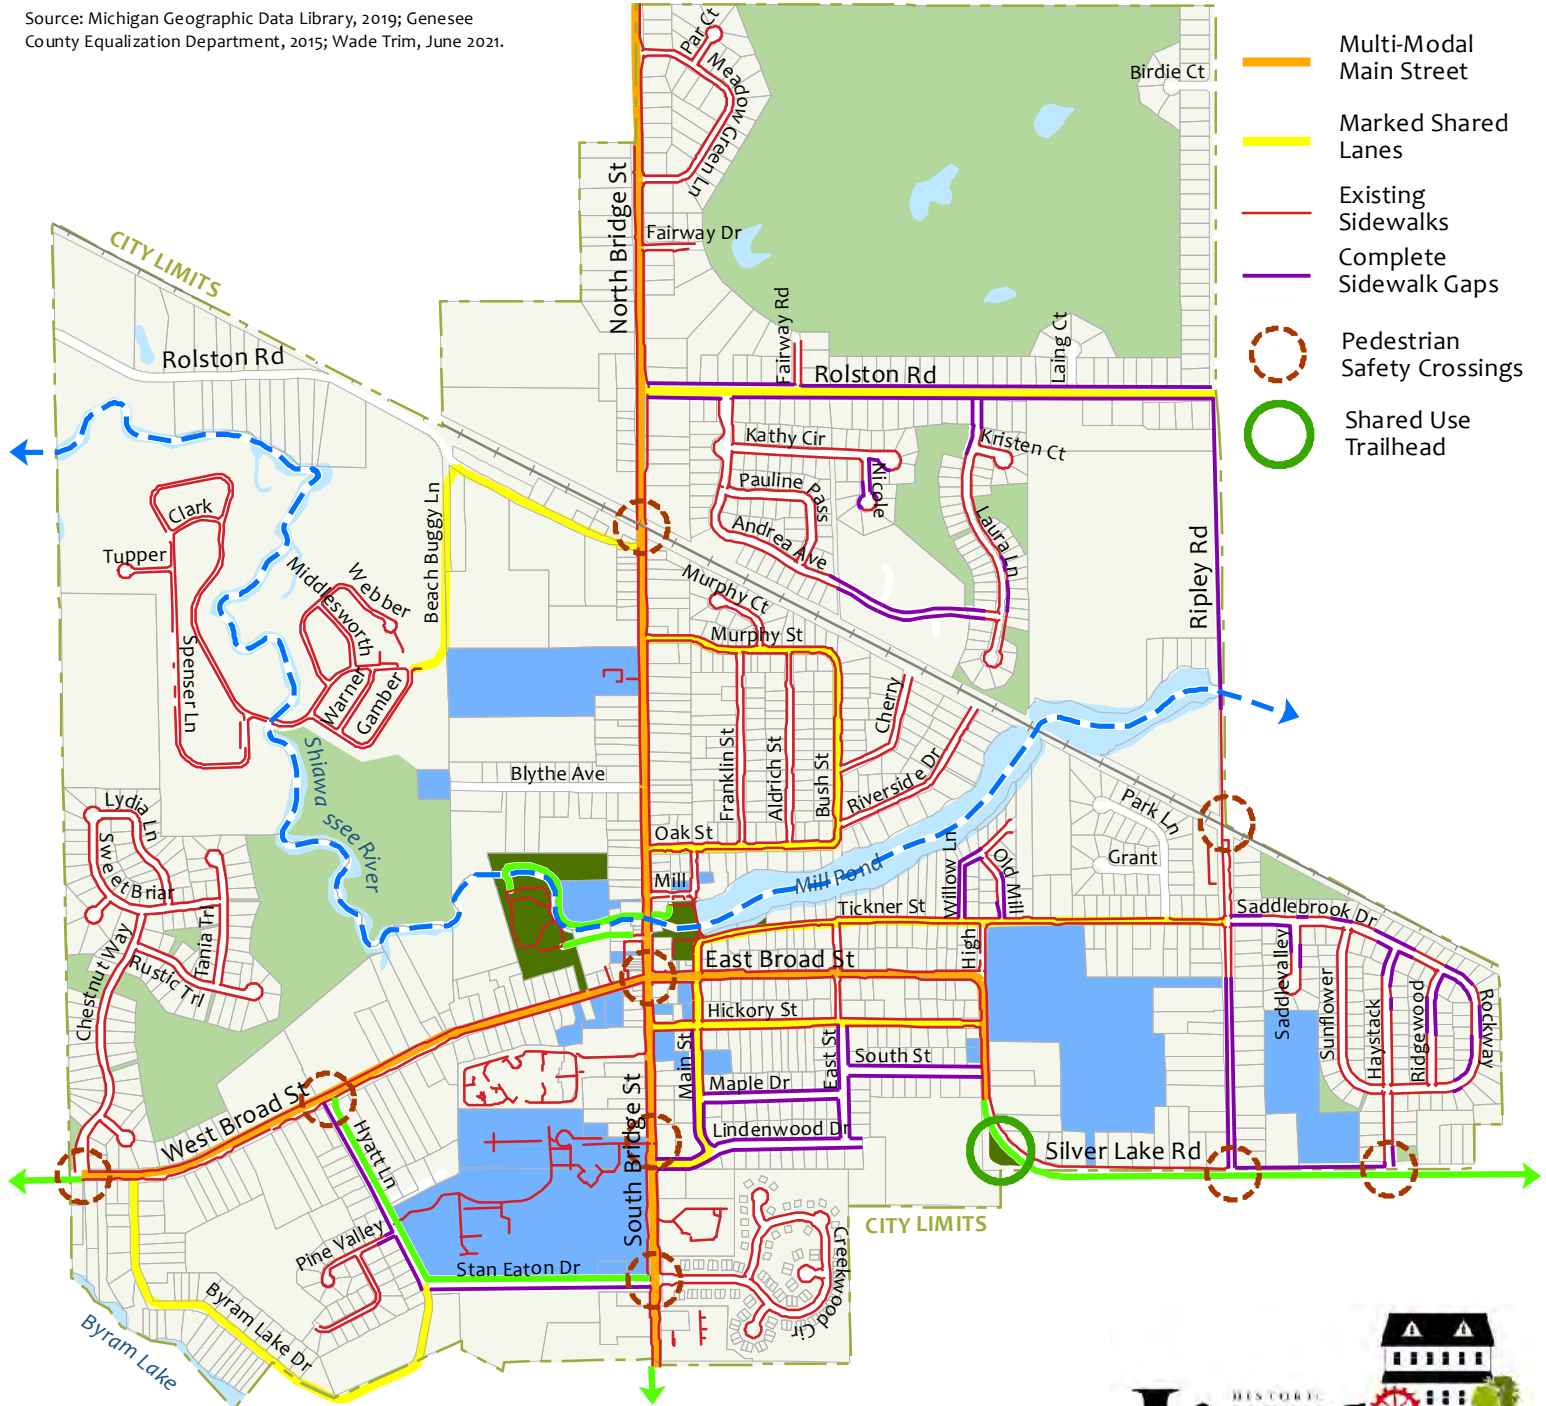 Source: Michigan Geographic Data Library, 2019; Genesee
County Equalization Department, 2015; Wade Trim, June 2021.
Multi-Modal
Main Street
Marked Shared
Lanes
Existing
Sidewalks
Complete
Sidewalk Gaps
Pedestrian
Safety Crossings
Shared Use
Trailhead
Par Ct
Meadow Green Ln
Birdie Ct
North Bridge St
Fairway Dr
CITY LIMITS
Fairway Rd
Laing Ct
Rolston Rd
Rolston Rd
Kathy Cir
Kristen Ct
Nicole
Pauline Pass
Andrea Ave
Laura Ln
Ripley Rd
Clark
Tupper
Beach Buggy Ln
Webber
Middlesworth
Murphy Ct
Murphy St
Spenser Ln
Warner
Gamber
Cherry
Shiawa
ssee River
Franklin St
Aldrich St
Bush St
Riverside Dr
Blythe Ave
Park Ln
Lydia Ln
Oak St
Sweet Briar
Willow Ln
Old Mill
Grant
Mill
Mill Pond
Tania Trl
Tickner St
Saddlebrook Dr
Chestnut Way
Rustic Trl
East Broad St
High
Saddlevalley
Sunflower
Haystack
Ridgewood
Rockway
Hickory St
Main St
East St
South St
Maple Dr
West Broad St
Hyatt Ln
South Bridge St
Lindenwood Dr
Silver Lake Rd
CITY LIMITS
Pine Valley
Stan Eaton Dr
Creekwood Cir
Byram Lake Dr
Byram Lake
HISTORIC